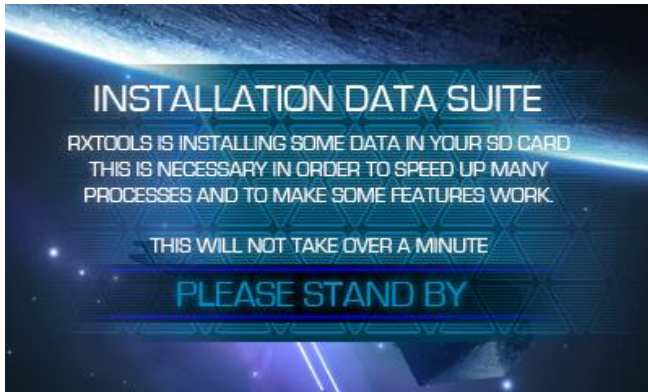 INSTALLATION DATA SUITE
RXTOOLS IS INSTALLING SOME DATA IN YOUR SD CARD
THIS IS NECESSARY IN ORDER TO SPEED UP MANY
PROCESSES AND TO MAKE SOME FEATURES WORK.
THIS WILL NOT TAKE OVER A MINUTE
PLEASE STAND BY